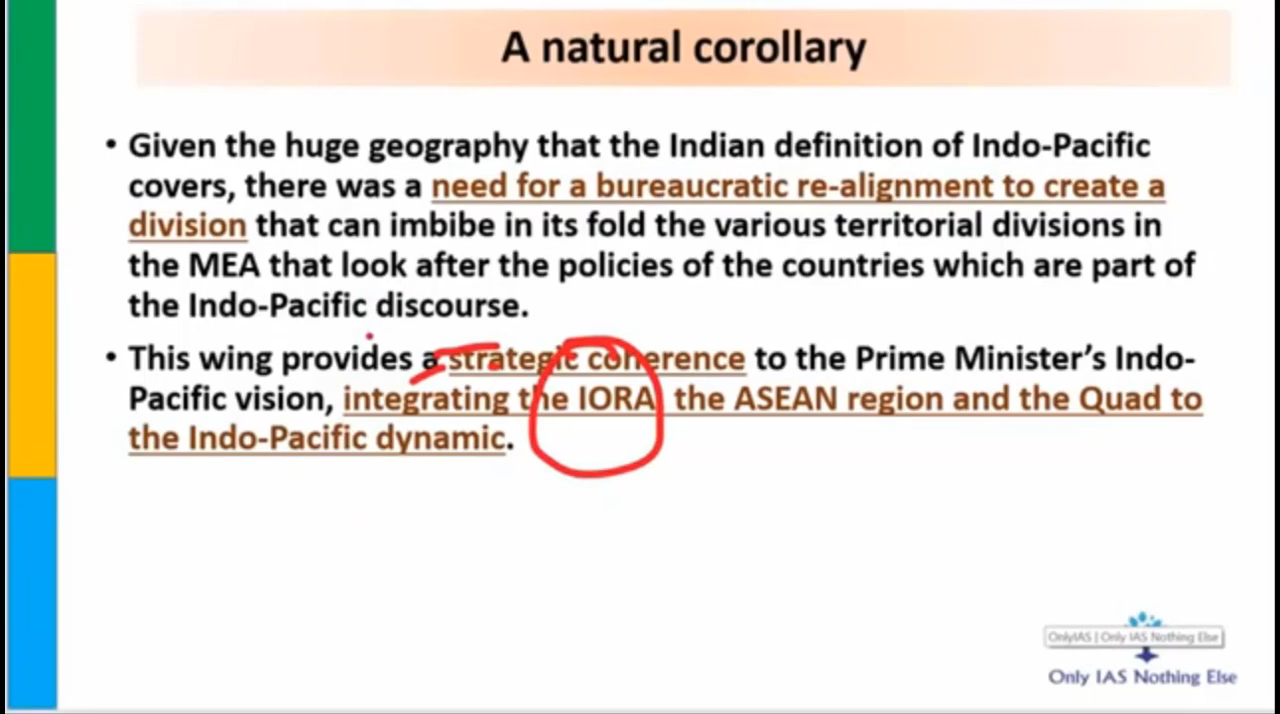 A natural corollary
• Given the huge geography that the Indian definition of Indo-Pacific
covers, there was a need for a bureaucratic re-alignment to create a
division that can imbibe in its fold the various territorial divisions in
the MEA that look after the policies of the countries which are part of
the Indo-Pacific discourse.
• This wing provides a strategic coherence to the Prime Minister's Indo-
Pacific vision, integrating the IORA, the ASEAN region and the Quad to
the Indo-Pacific dynamic.
OnlyIAS | Only IAS Nothing Else
Only IAS Nothing Else